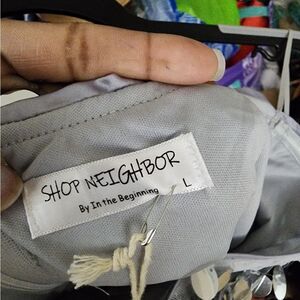 SHOP NEIGHBOR
By In the Beginning
L